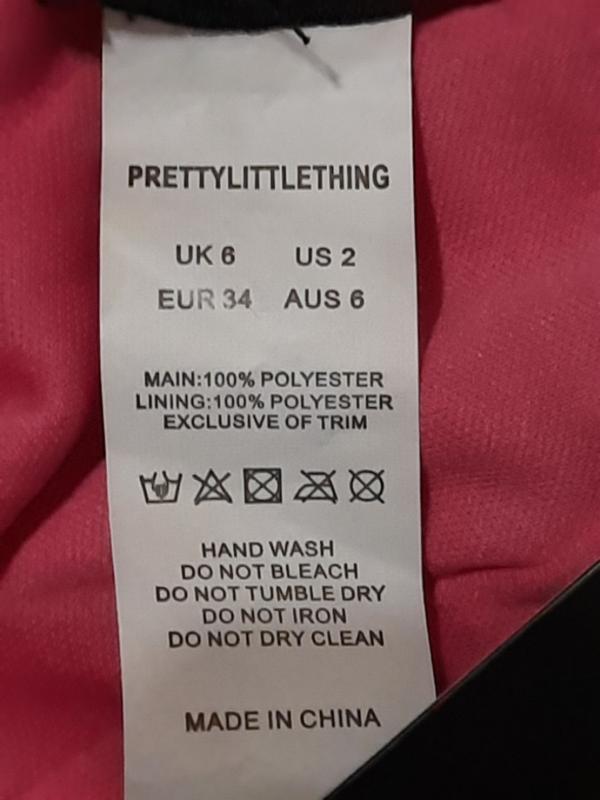 PRETTYLITTLETHING
UK 6 US 2
EUR 34 AUS 6
MAIN:100% POLYESTER
LINING:100% POLYESTER
EXCLUSIVE OF TRIM
HAND WASH
DO NOT BLEACH
DO NOT TUMBLE DRY
DO NOT IRON
DO NOT DRY CLEAN
MADE IN CHINA